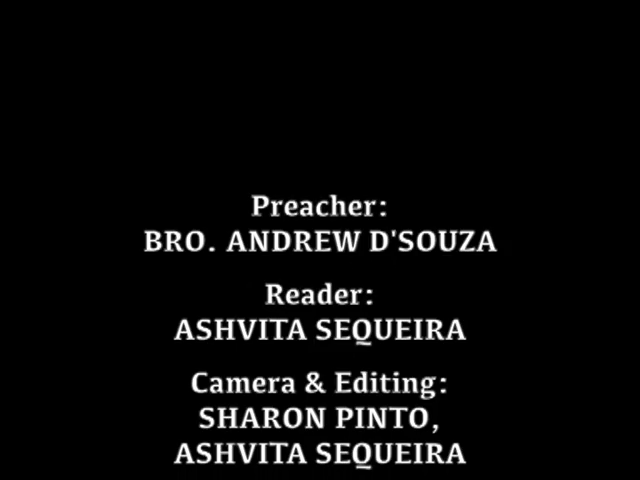 Preacher:
BRO. ANDREW D'SOUZA
Reader:
ASHVITA SEQUEIRA
Camera & Editing:
SHARON PINTO,
ASHVITA SEQUEIRA